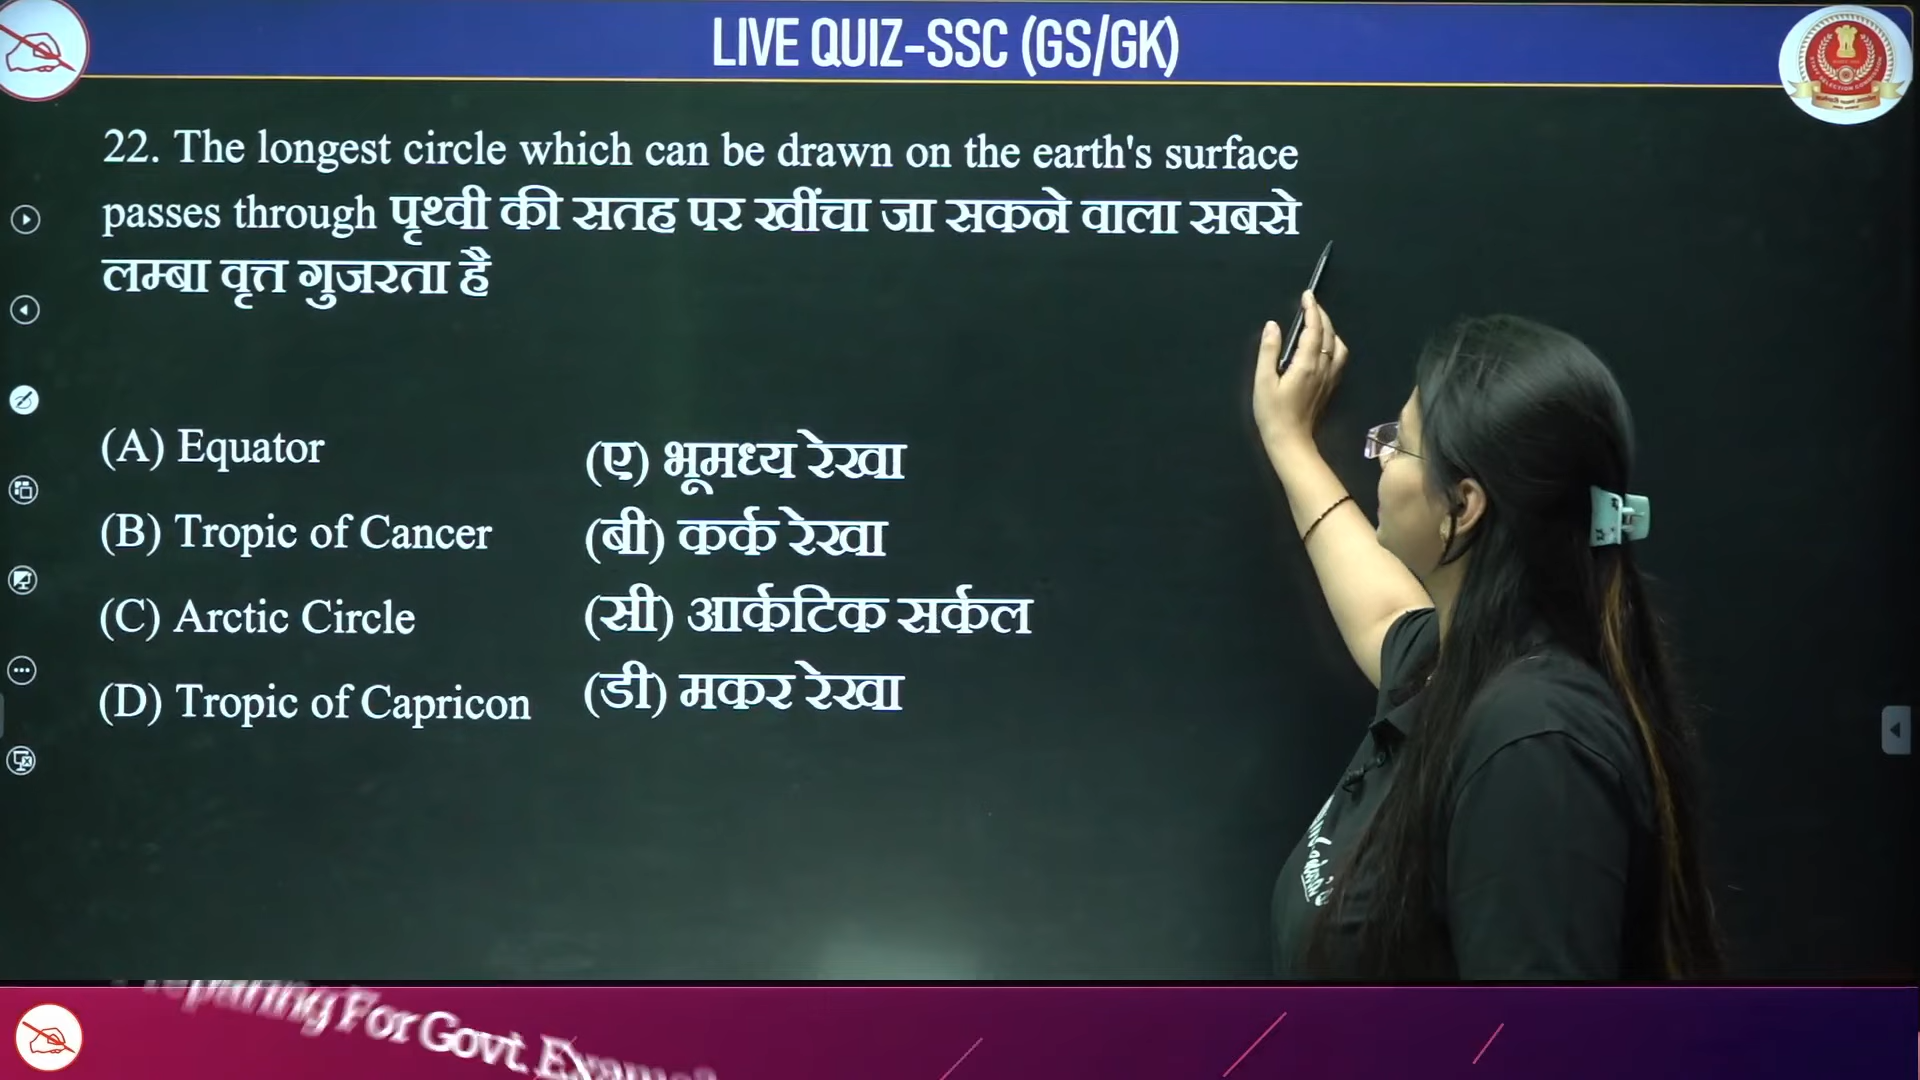 LIVE QUIZ-SSC (GS/GK)
22. The longest circle which can be drawn on the earth's surface
passes through पृथ्वी की सतह पर खींचा जा सकने वाला सबसे
लम्बा वृत्त गुजरता है
(A) Equator
(B) Tropic of Cancer
(C) Arctic Circle
(D) Tropic of Capricon
(ए) भूमध्य रेखा
(बी) कर्क रेखा
(सी) आर्कटिक सर्कल
(डी) मकर रेखा
Preparing For Govt. Exams?